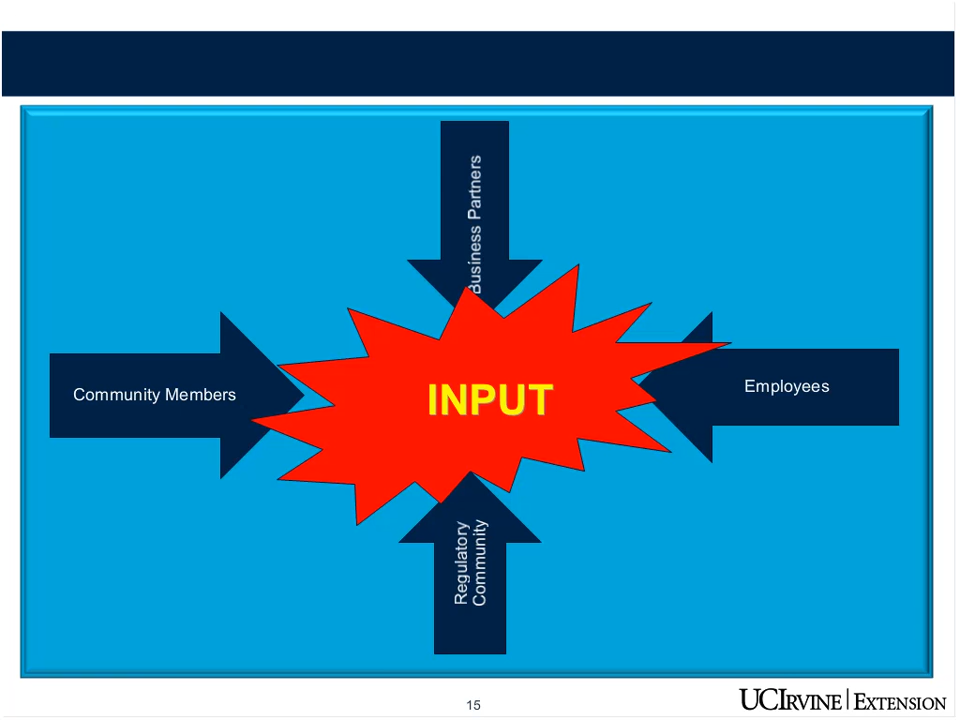 Business Partners
Community Members
INPUT
Employees
Regulatory
Community
15
UCIRVINE | EXTENSION